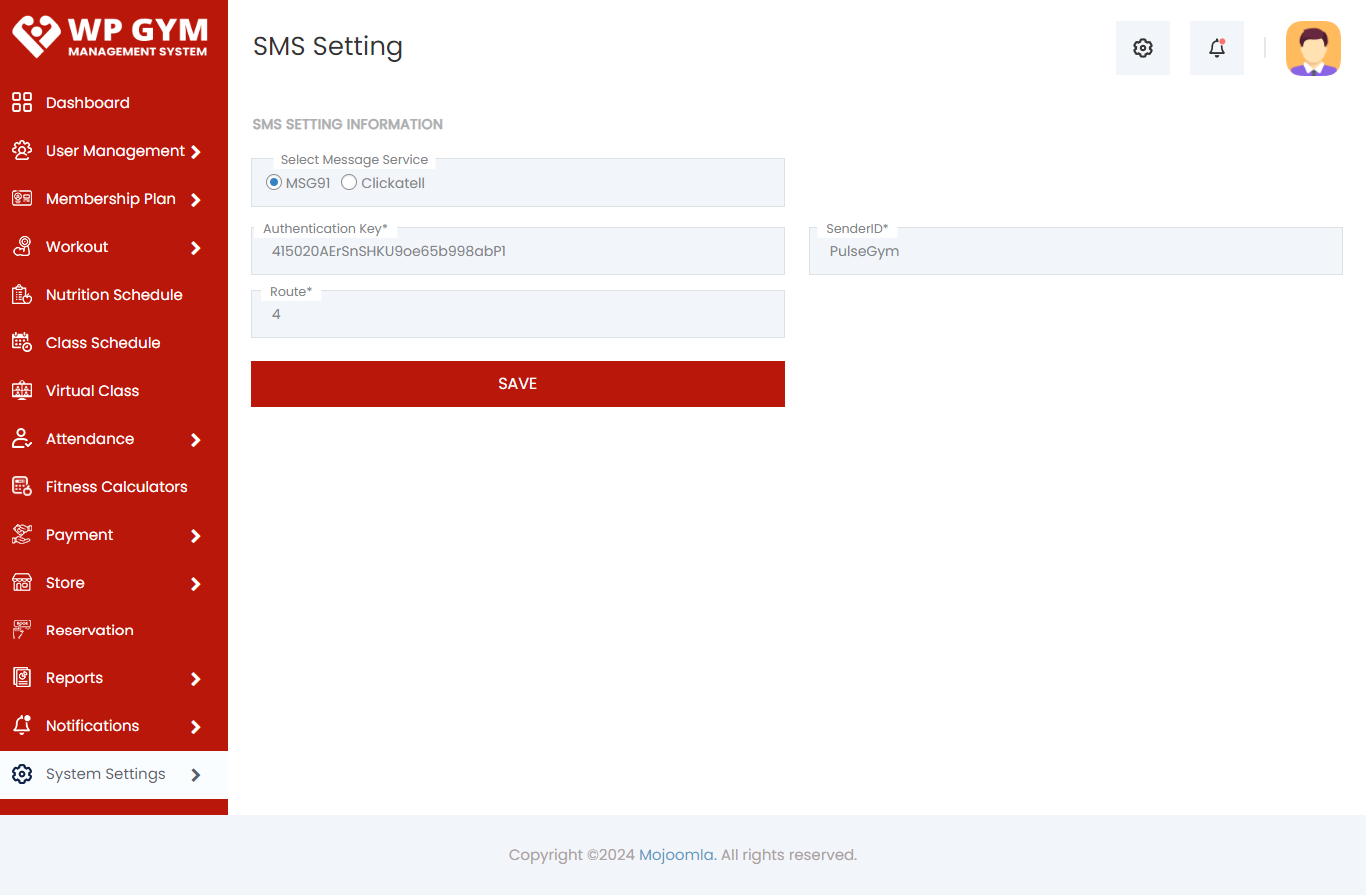 WP GYM
MANAGEMENT SYSTEM
SMS Setting
Dashboard
User Management
Membership Plan
Workout
Nutrition Schedule
Class Schedule
Virtual Class
Attendance
Fitness Calculators
Payment
Store
Reservation
Reports
Notifications
System Settings
SMS SETTING INFORMATION
Select Message Service
MSG91 Clickatell
Authentication Key*
415020AErSnSHKU9oe65b998abP1
SenderID*
PulseGym
Route*
4
SAVE
Copyright ©2024 Mojoomla. All rights reserved.